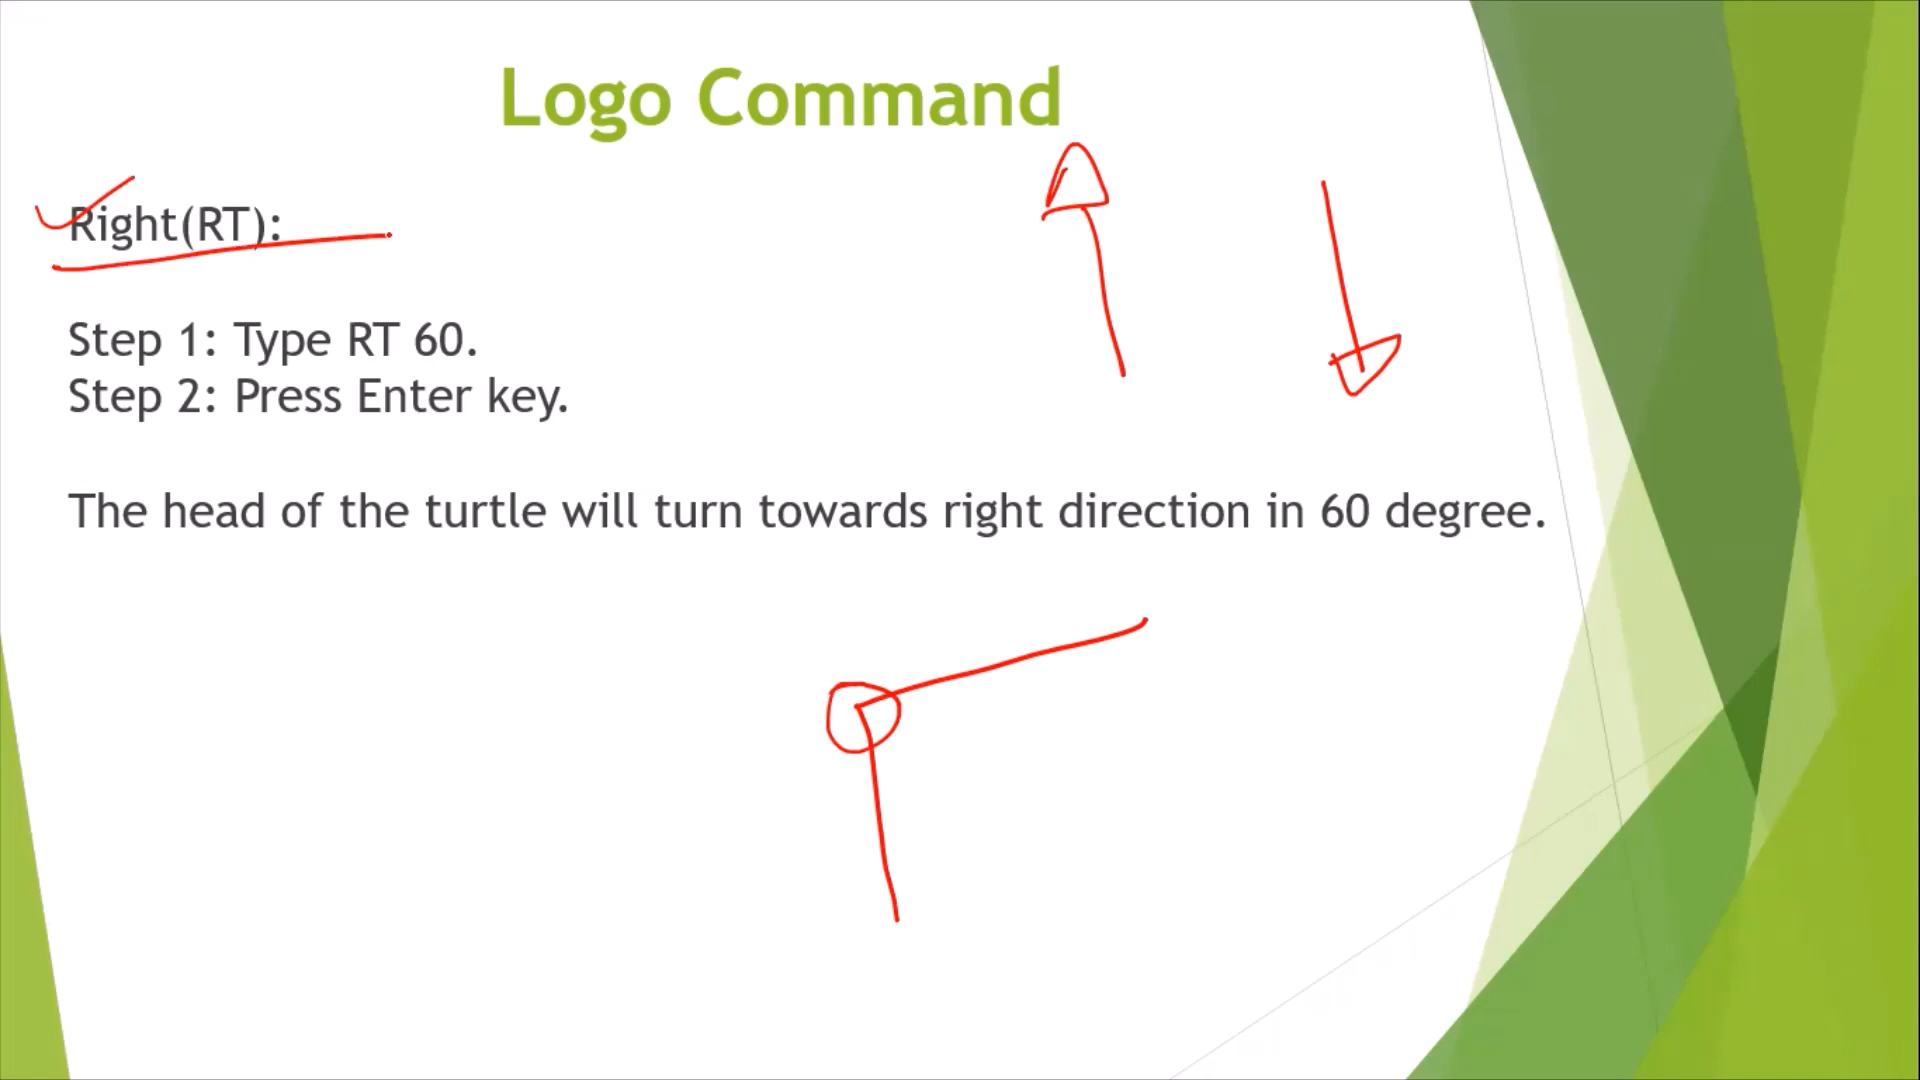 Logo Command
Right(RT):
Step 1: Type RT 60.
Step 2: Press Enter key.
The head of the turtle will turn towards right direction in 60 degree.